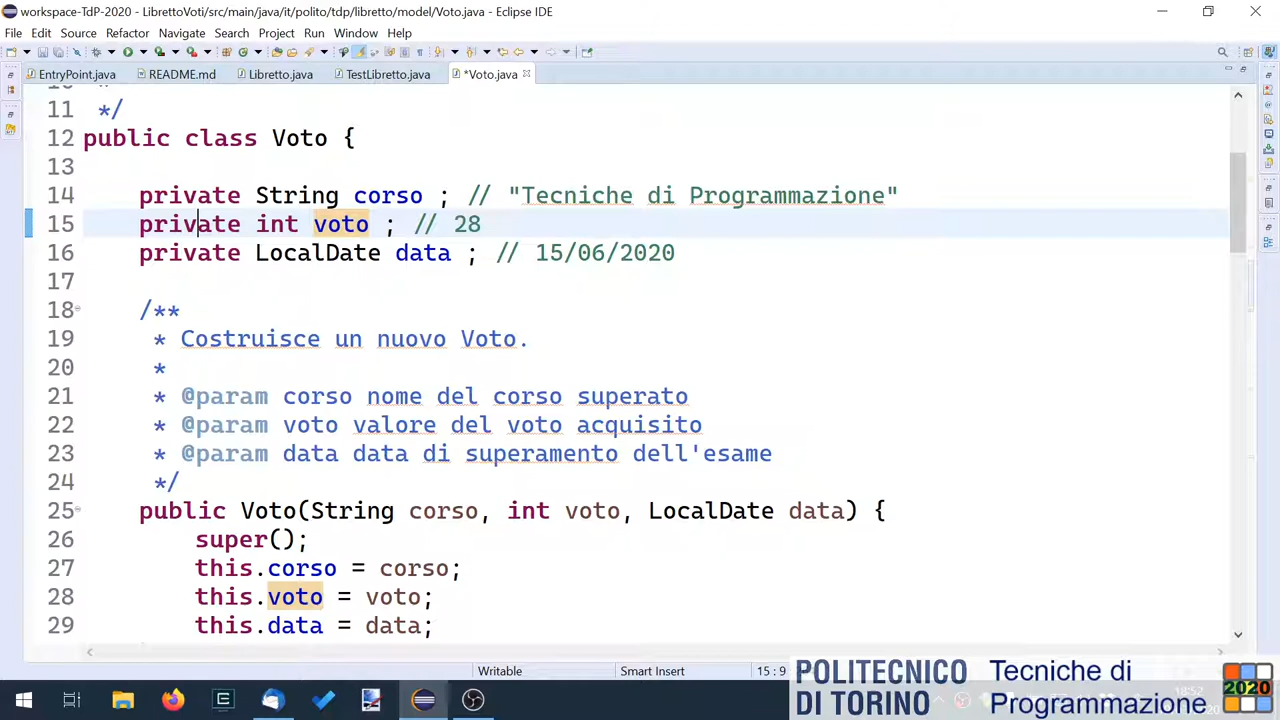 workspace-TdP-2020 - LibrettoVoti/src/main/java/it/polito/tdp/libretto/model/Voto.java - Eclipse IDE
File Edit Source Refactor Navigate Search Project Run Window Help
EntryPoint.java README.md Libretto.java TestLibretto.java *Voto.java
11 */
12 public class Voto {
13
14 private String corso ; // "Tecniche di Programmazione"
15 private int voto ; // 28
16 private LocalDate data ; // 15/06/2020
17
18 /**
19 * Costruisce un nuovo Voto.
20 *
21 * @param corso nome del corso superato
22 * @param voto valore del voto acquisito
23 * @param data data di superamento dell'esame
24 */
25 public Voto(String corso, int voto, LocalDate data) {
26 super();
27 this.corso = corso;
28 this.voto = voto;
29 this.data = data;
Writable Smart Insert 15 : 9
POLITECNICO DI TORINO
Tecniche di Programmazione
2020